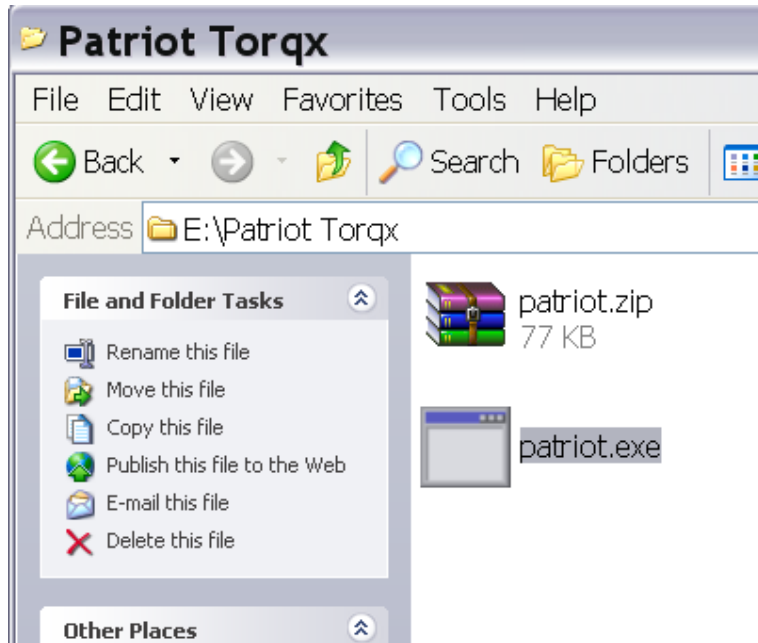 Patriot Torqx
File Edit View Favorites Tools Help
Back Search Folders
Address E:\Patriot Torqx
File and Folder Tasks
Rename this file
Move this file
Copy this file
Publish this file to the Web
E-mail this file
Delete this file
Other Places
patriot.zip
77 KB
patriot.exe